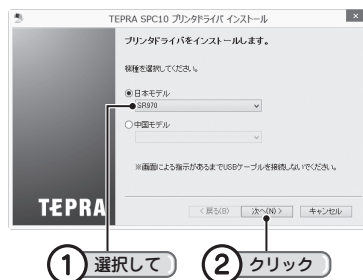 TEPRA SPC10 プリンタドライバ インストール
プリンタドライバをインストールします。
機種を選択してください。
日本モデル
SR970
中国モデル
※画面による指示があるまでUSBケーブルを接続しないでください。
TEPRA
< 戻る(B)　次へ(N) >　キャンセル
1 選択して　2 クリック